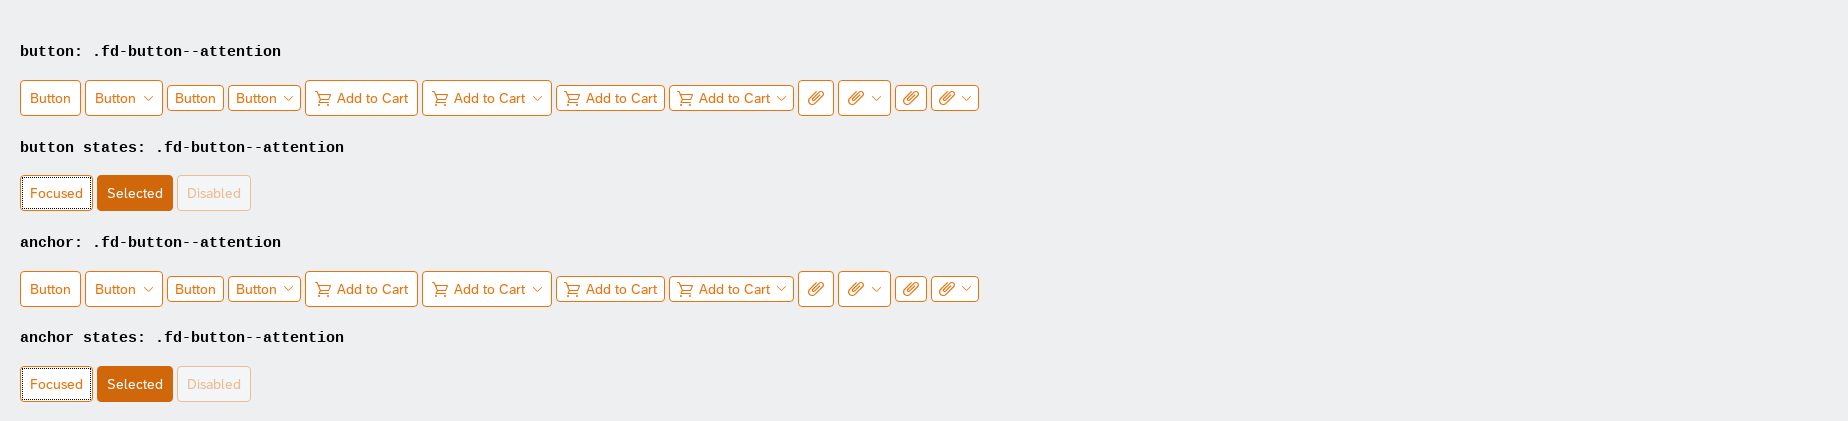 button: .fd-button--attention
Button Button Button Button Add to Cart Add to Cart Add to Cart Add to Cart
button states: .fd-button--attention
Focused Selected Disabled
anchor: .fd-button--attention
Button Button Button Button Add to Cart Add to Cart Add to Cart Add to Cart
anchor states: .fd-button--attention
Focused Selected Disabled